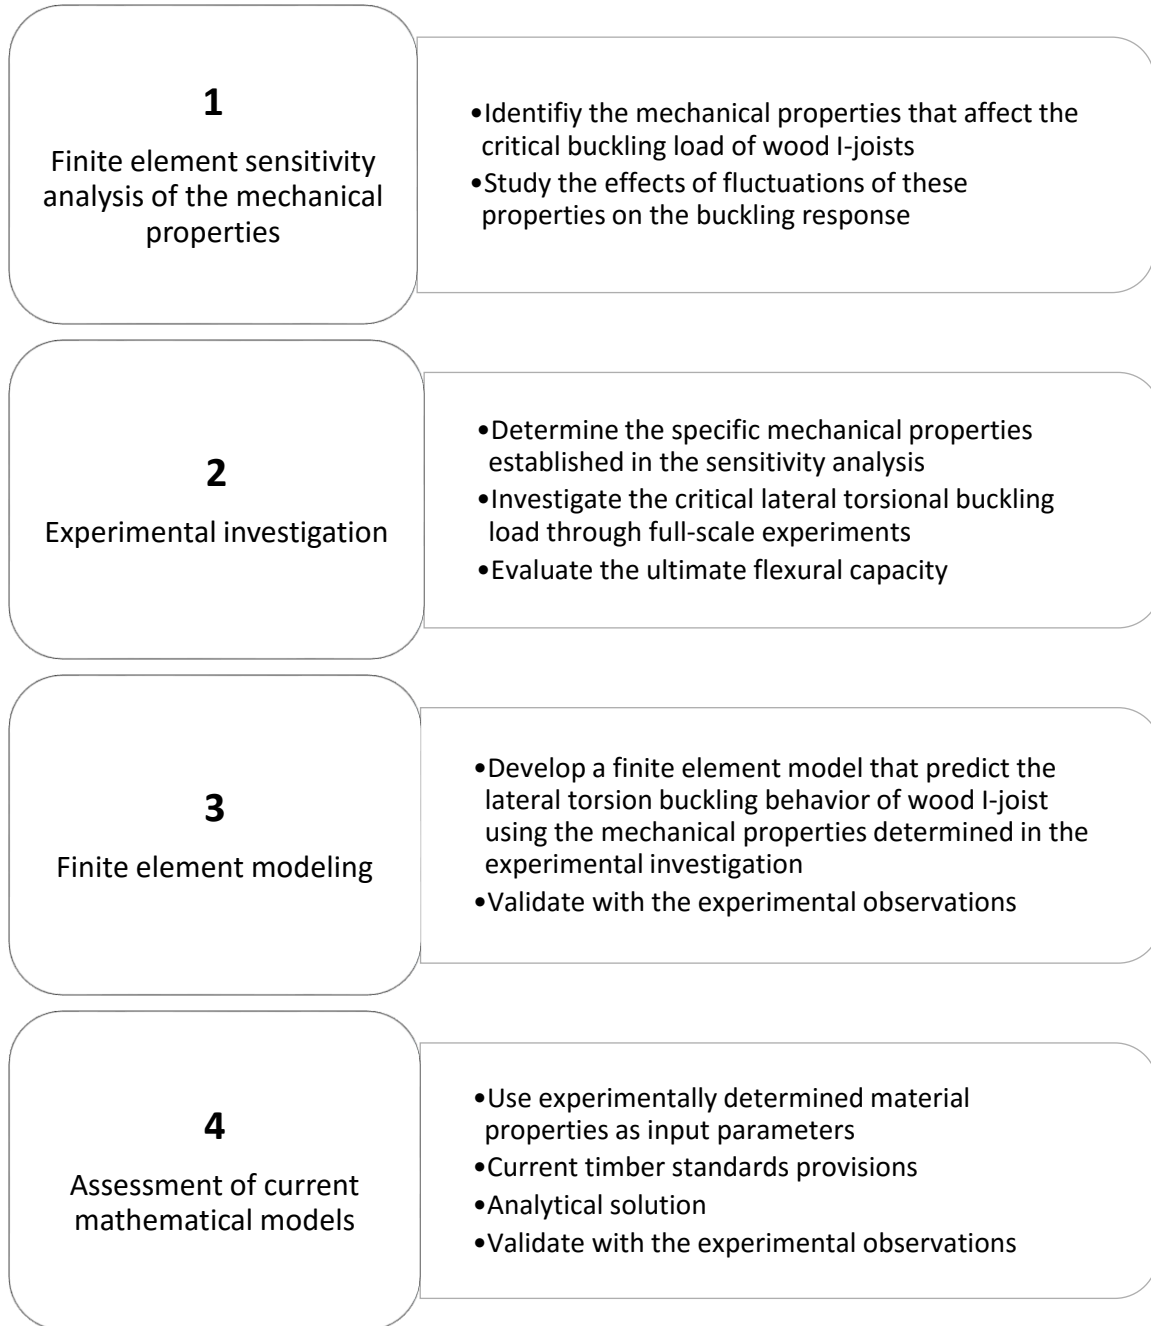 1
Finite element sensitivity
analysis of the mechanical
properties
•Identifiy the mechanical properties that affect the
critical buckling load of wood I-joists
•Study the effects of fluctuations of these
properties on the buckling response
2
Experimental investigation
•Determine the specific mechanical properties
established in the sensitivity analysis
•Investigate the critical lateral torsional buckling
load through full-scale experiments
•Evaluate the ultimate flexural capacity
3
Finite element modeling
•Develop a finite element model that predict the
lateral torsion buckling behavior of wood I-joist
using the mechanical properties determined in the
experimental investigation
•Validate with the experimental observations
4
Assessment of current
mathematical models
•Use experimentally determined material
properties as input parameters
•Current timber standards provisions
•Analytical solution
•Validate with the experimental observations